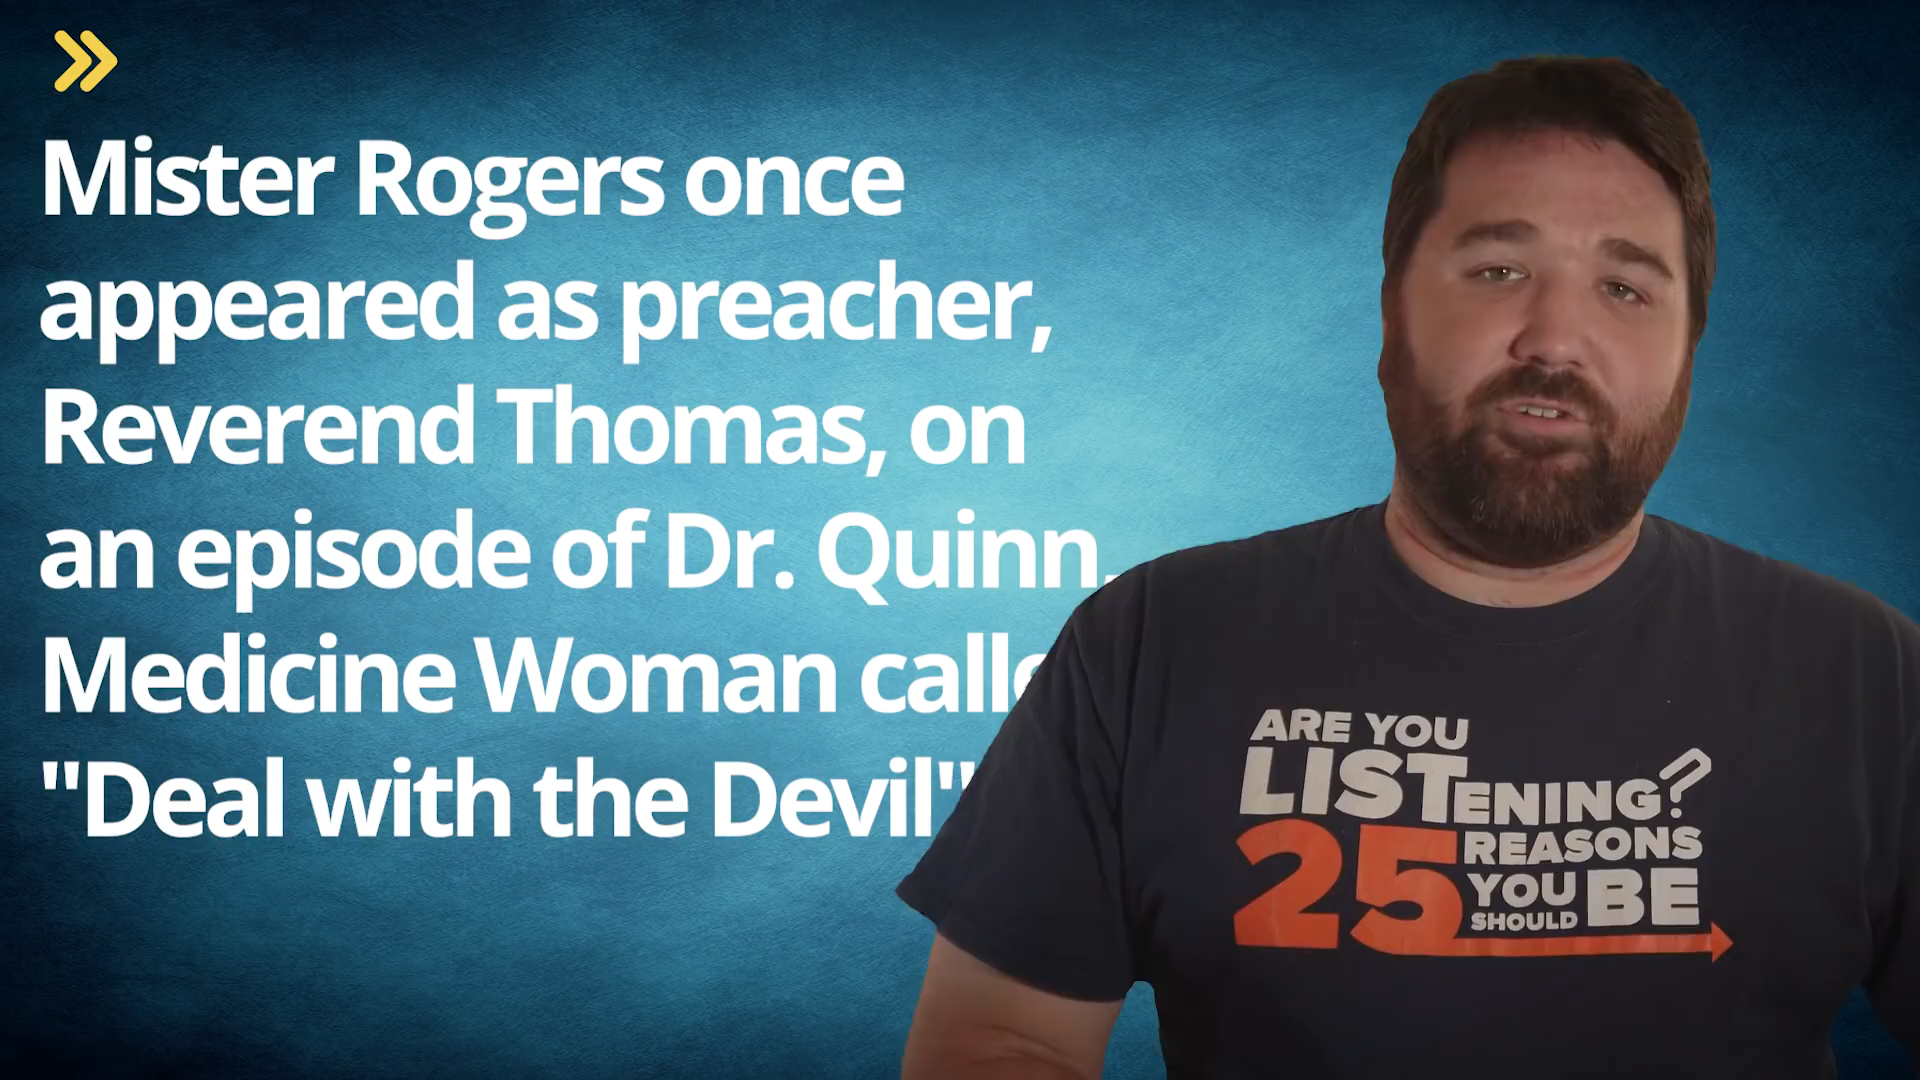 Mister Rogers once
appeared as preacher,
Reverend Thomas, on
an episode of Dr. Quinn,
Medicine Woman
"Deal with the Devil"
ARE YOU
LISTENING?
25 REASONS
YOU
SHOULD BE